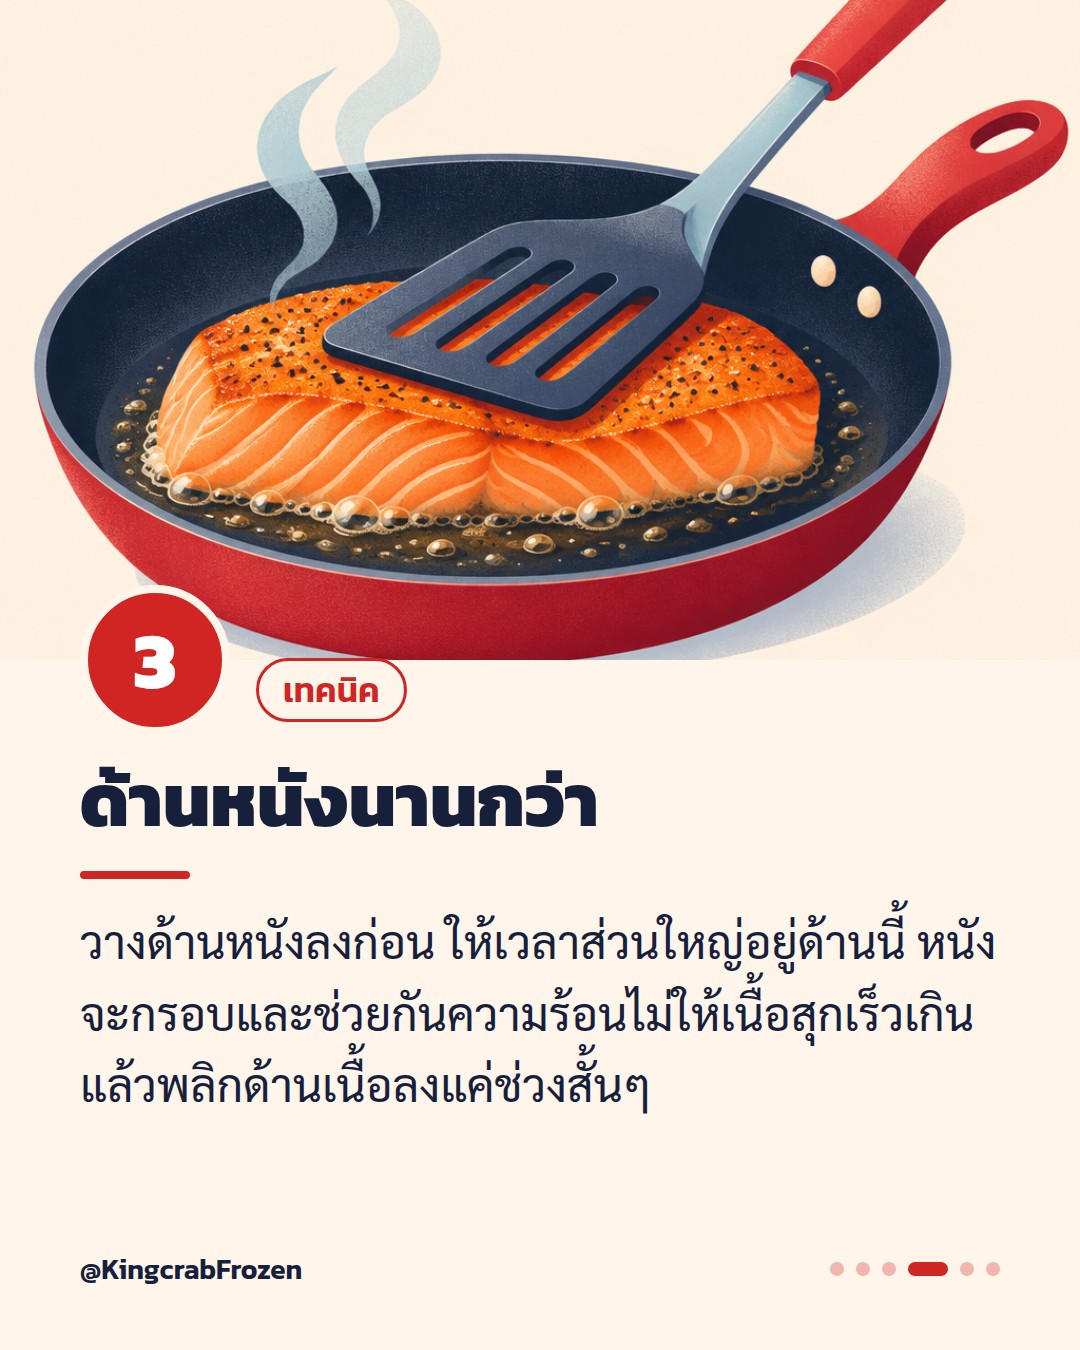 3
เทคนิค
ด้านหนังนานกว่า
วางด้านหนังลงก่อน ให้เวลาส่วนใหญ่อยู่ด้านนี้ หนัง
จะกรอบและช่วยกันความร้อนไม่ให้เนื้อสุกเร็วเกิน
แล้วพลิกด้านเนื้อลงแค่ช่วงสั้นๆ
@KingcrabFrozen